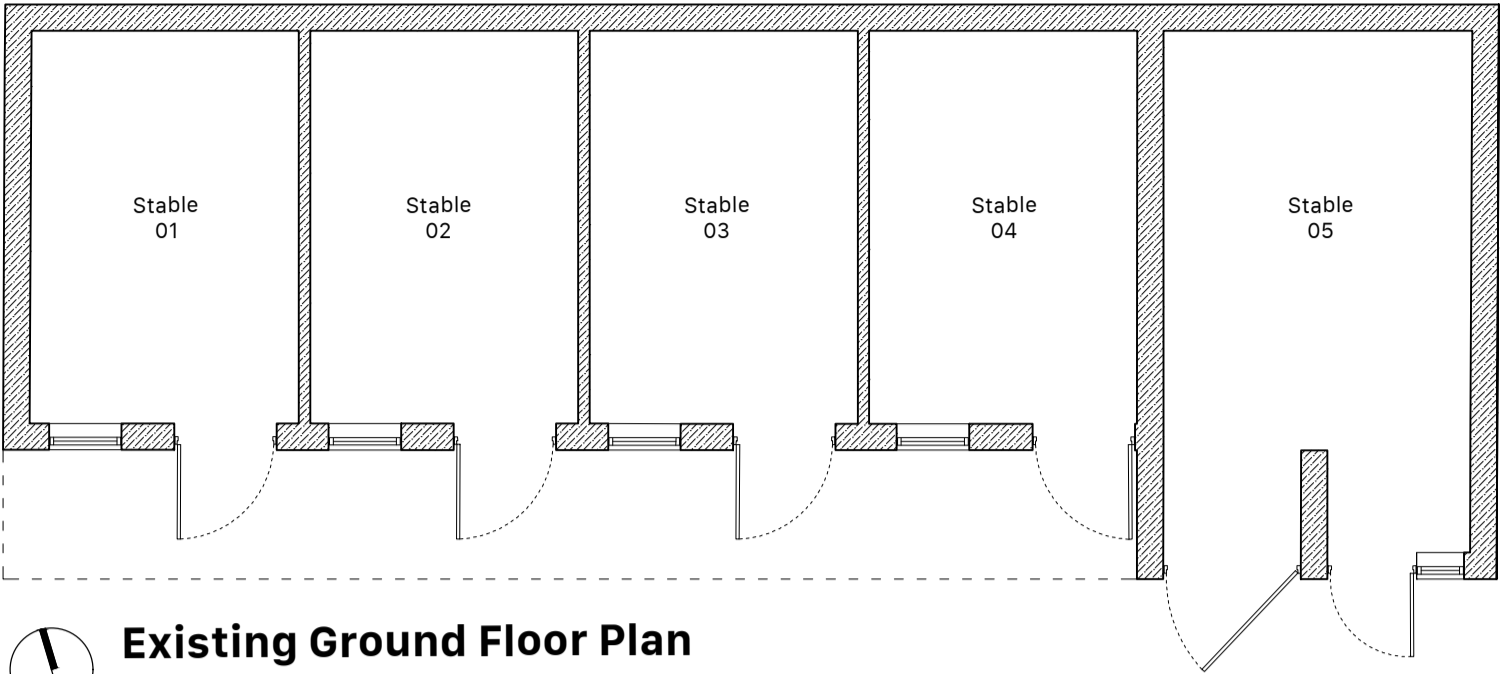 Stable
01
Stable
02
Stable
03
Stable
04
Stable
05
Existing Ground Floor Plan